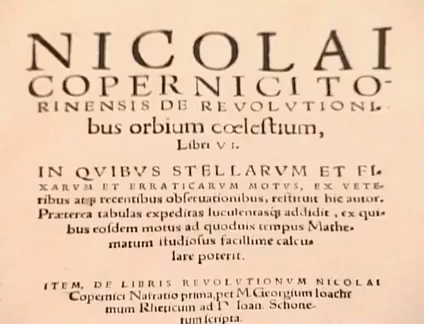 NICOLAI
COPERNICI TO-
RINENSIS DE REVOLVTIONI-
bus orbium cœlestium,
Libri VI.
IN QVIBVS STELLARVM ET FI-
XARVM ET ERRATICARVM MOTVS, EX VETE-
ribus atq; recentibus obseruationibus, restituit hic autor.
Præterea tabulas expeditas luculentasq; addidit, ex qui-
bus eosdem motus ad quoduis tempus Mathe-
matum studiosus facillime calcu-
lare poterit.
ITEM, DE LIBRIS REVOLVTIONVM NICOLAI
Copernici Narratio prima, per M. Georgium Ioachi-
mum Rheticum ad D. Ioan. Schone-
rum scripta.